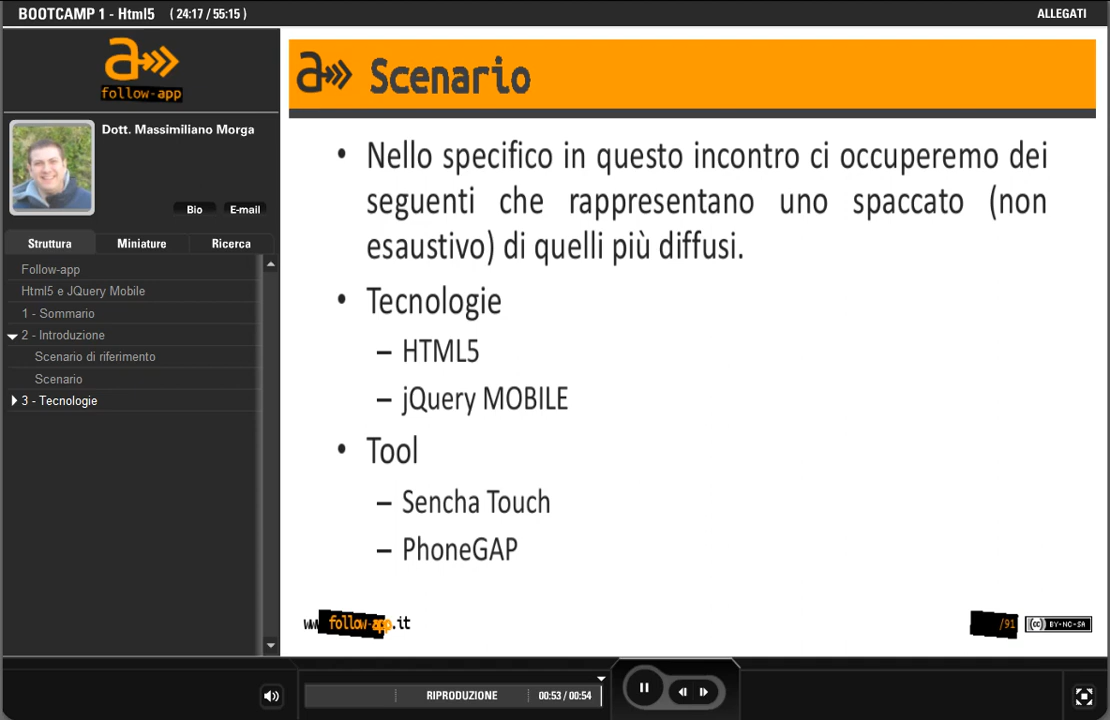 BOOTCAMP 1 - Html5 ( 24:17 / 55:15 )
ALLEGATI
a
follow-app
Dott. Massimiliano Morga
Bio
E-mail
Struttura
Miniature
Ricerca
Follow-app
Html5 e JQuery Mobile
1 - Sommario
2 - Introduzione
Scenario di riferimento
Scenario
3 - Tecnologie
a Scenario
• Nello specifico in questo incontro ci occuperemo dei
seguenti che rappresentano uno spaccato (non
esaustivo) di quelli più diffusi.
• Tecnologie
– HTML5
– jQuery MOBILE
• Tool
– Sencha Touch
– PhoneGAP
www.follow-app.it
/91
(cc) BY-NC-SA
RIPRODUZIONE
00:53 / 00:54